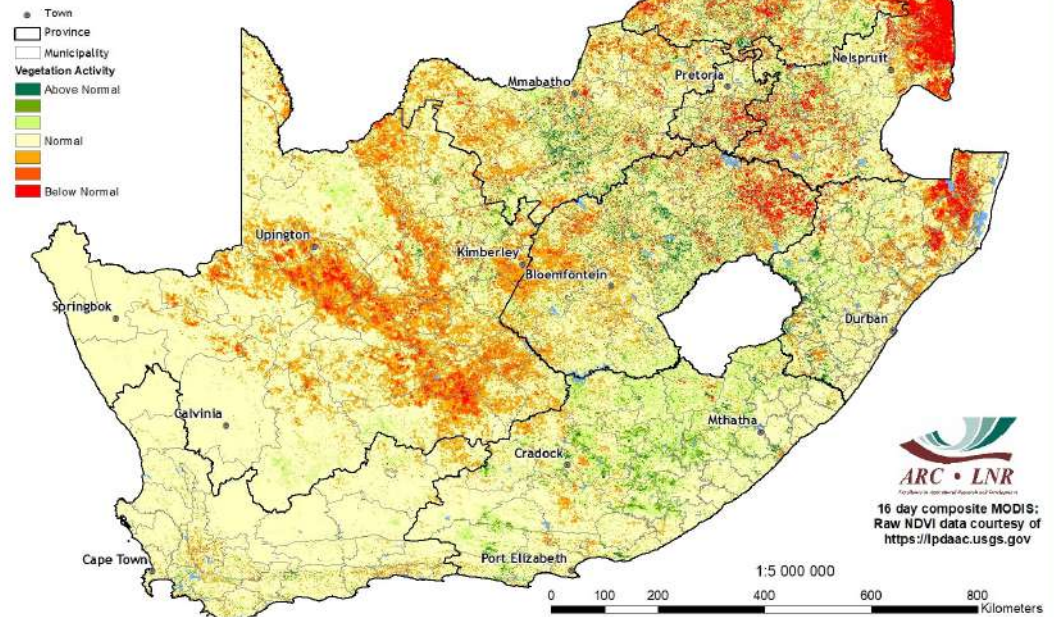 Town
Province
Municipality
Vegetation Activity
Above Normal
Normal
Below Normal
Nelspruit
Pretoria
Mmabatho
Upington
Kimberley
Bloemfontein
Springbok
Durban
Calvinia
Mthatha
Cradock
Port Elizabeth
Cape Town
ARC • LNR
16 day composite MODIS:
Raw NDVI data courtesy of
https://lpdaac.usgs.gov
1:5 000 000
0 100 200 400 600 800
Kilometers